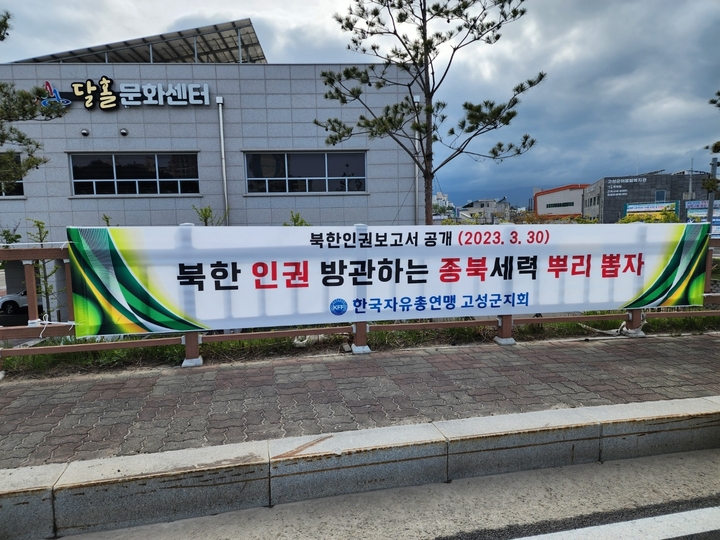 달홀문화센터
북한인권보고서 공개 (2023. 3. 30)
북한 인권 방관하는 종북세력 뿌리 뽑자
KFF 한국자유총연맹 고성군지회